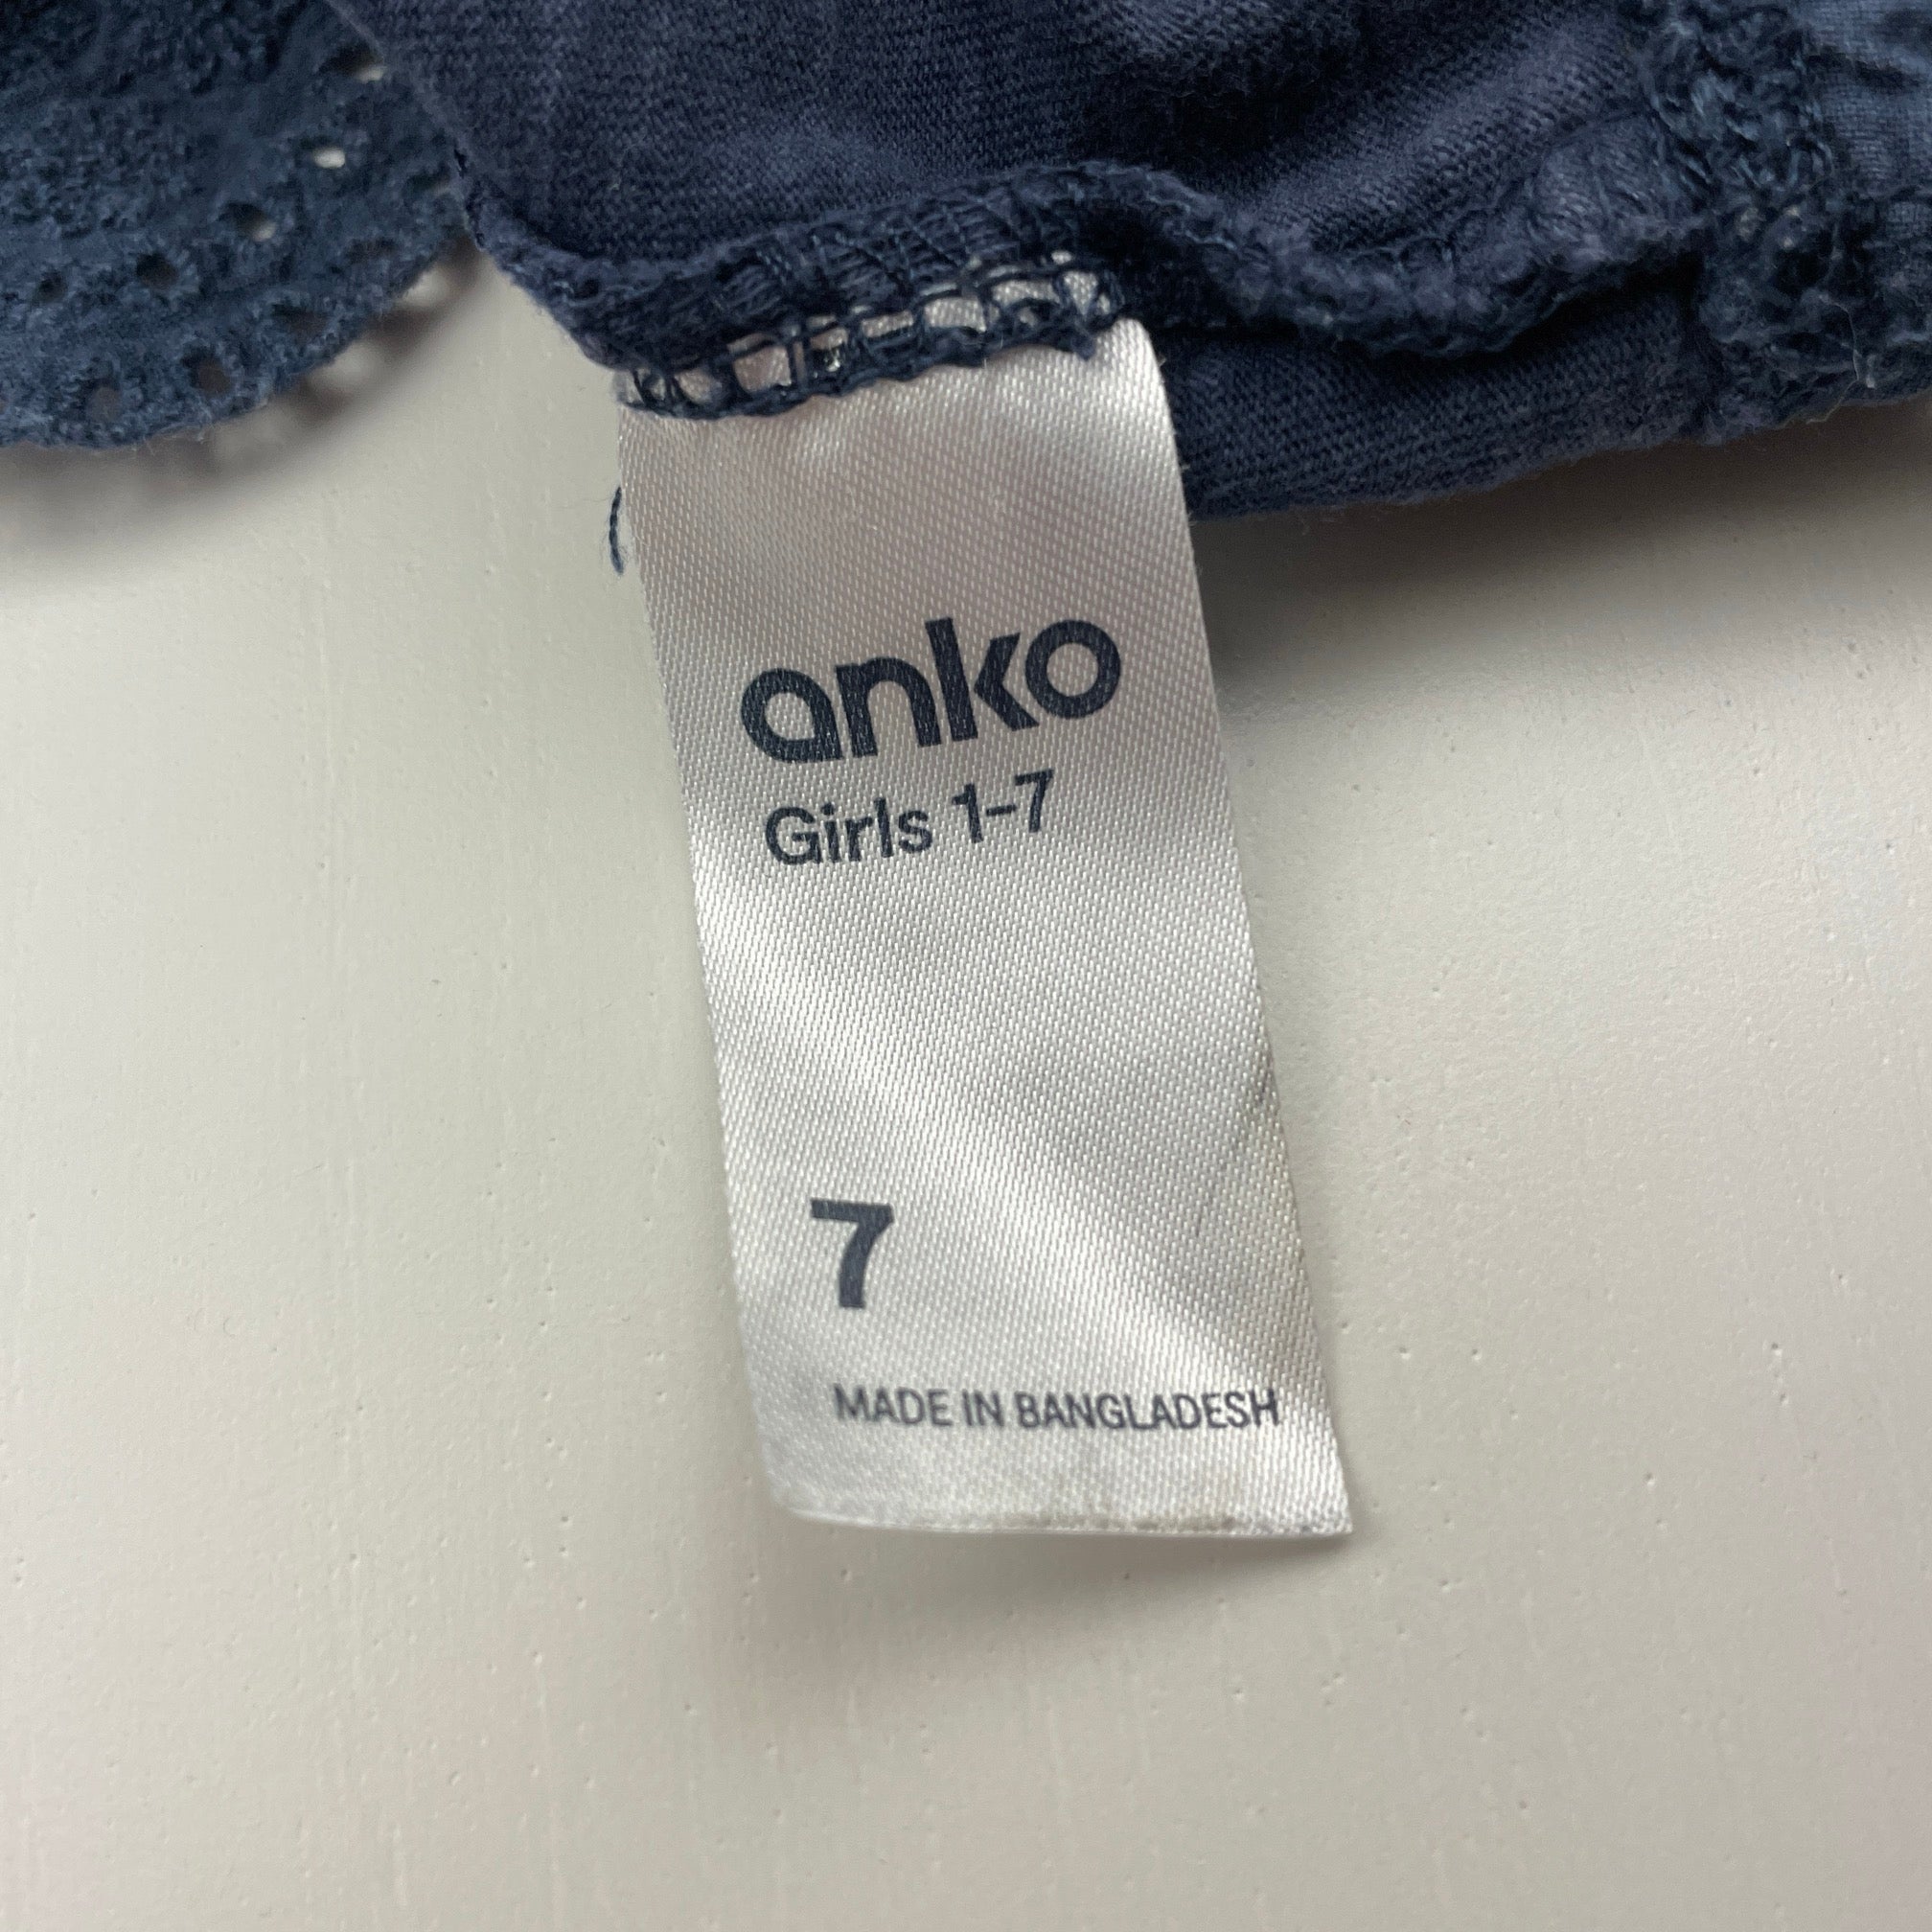 anko
Girls 1-7
7
MADE IN BANGLADESH